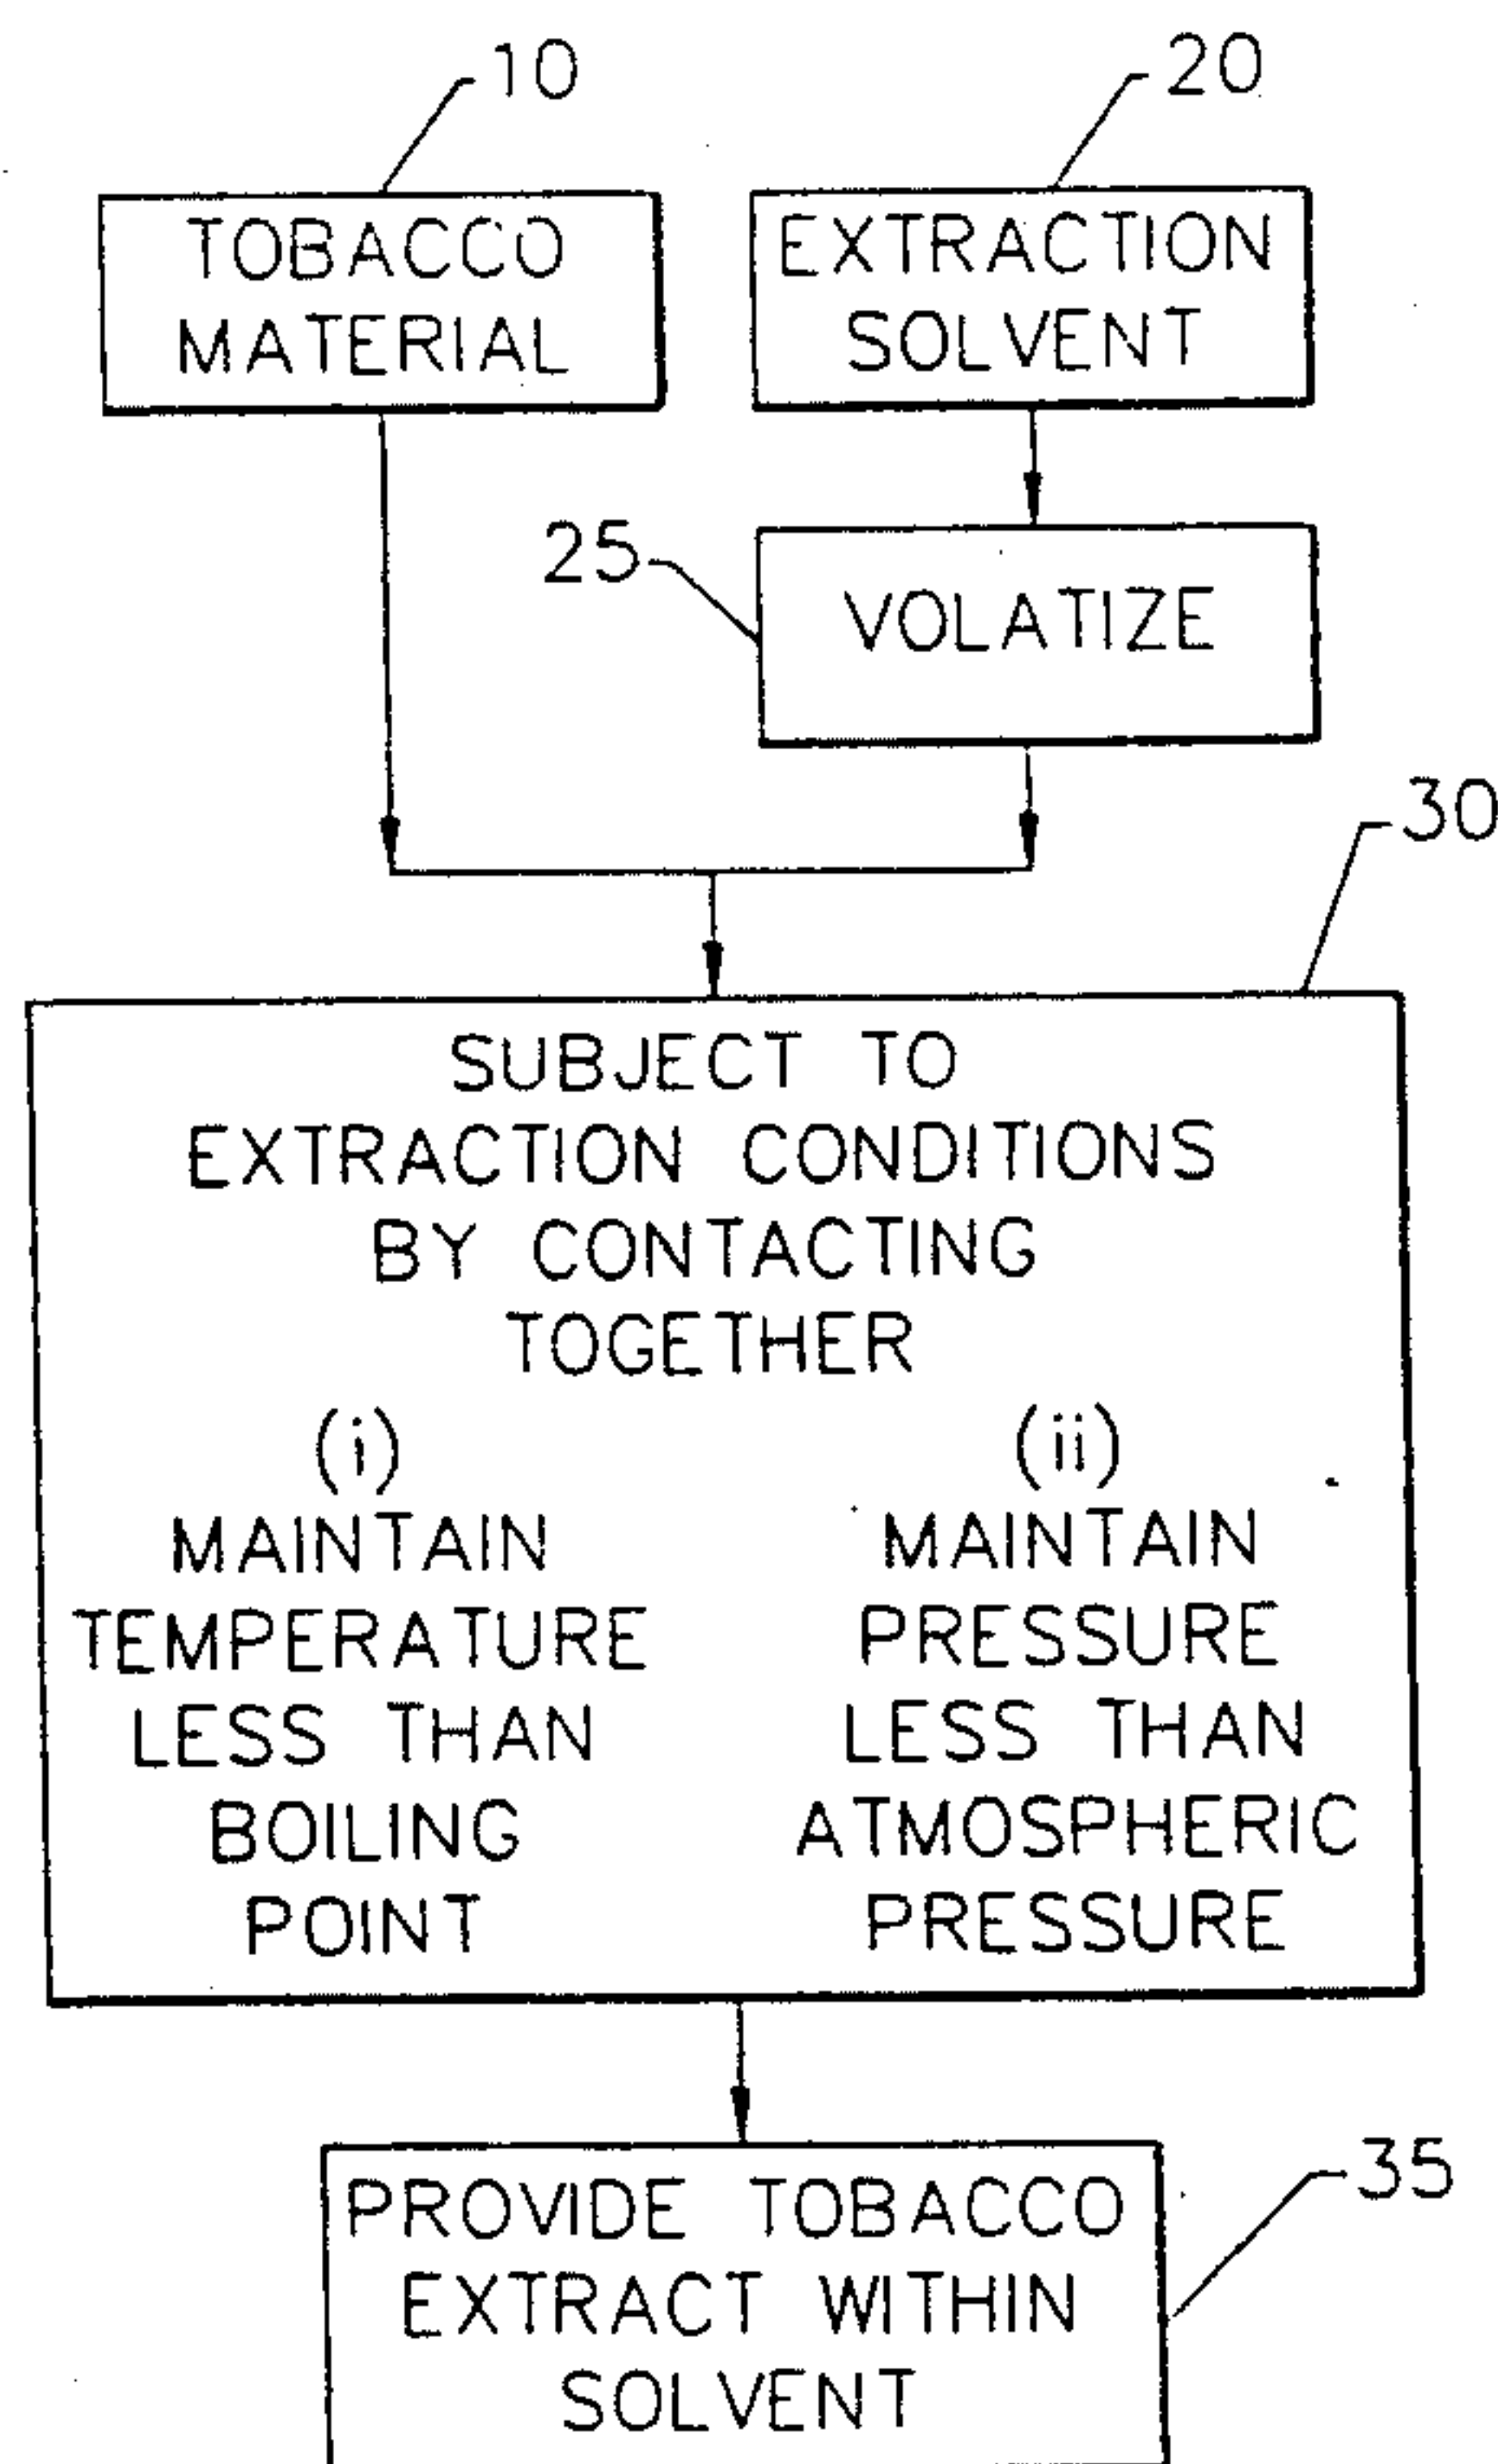 10
20
TOBACCO
MATERIAL
EXTRACTION
SOLVENT
25
VOLATIZE
30
SUBJECT TO
EXTRACTION CONDITIONS
BY CONTACTING
TOGETHER
(i)
MAINTAIN
TEMPERATURE
LESS THAN
BOILING
POINT
(ii)
MAINTAIN
PRESSURE
LESS THAN
ATMOSPHERIC
PRESSURE
35
PROVIDE TOBACCO
EXTRACT WITHIN
SOLVENT